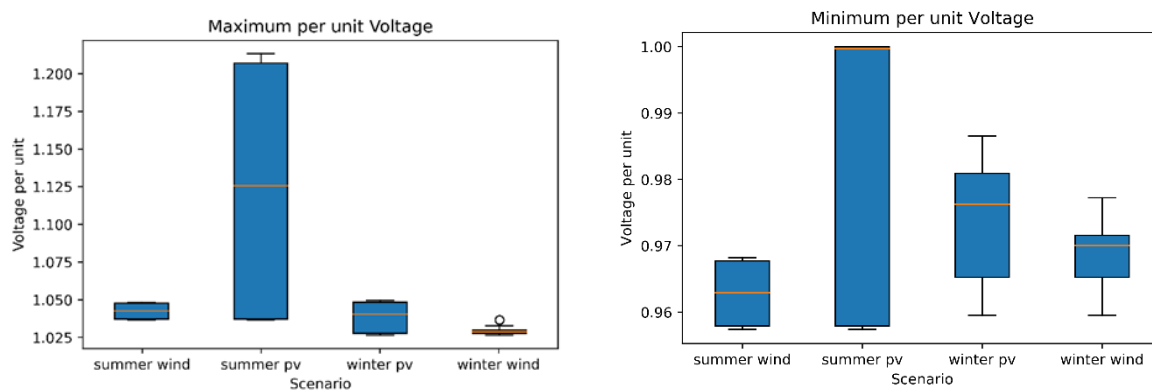 Maximum per unit Voltage
Voltage per unit
1.200
1.175
1.150
1.125
1.100
1.075
1.050
1.025
summer wind summer pv winter pv winter wind
Scenario
Minimum per unit Voltage
Voltage per unit
1.00
0.99
0.98
0.97
0.96
summer wind summer pv winter pv winter wind
Scenario